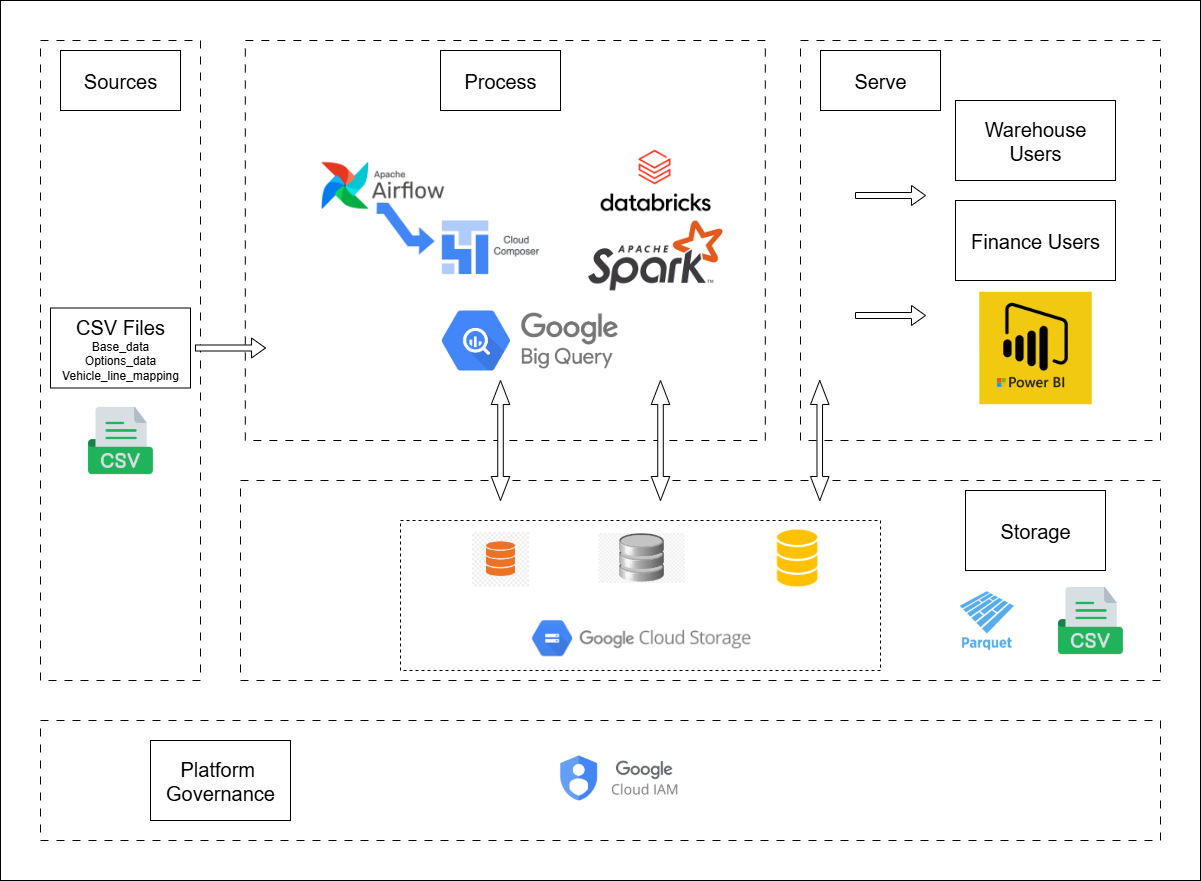 Sources
Process
Serve
Warehouse
Users
Apache
Airflow
databricks
Finance Users
Cloud
Composer
APACHE
Spark™
CSV Files
Base_data
Options_data
Vehicle_line_mapping
Google
Big Query
Power BI
CSV
Storage
Google Cloud Storage
Parquet
CSV
Platform
Governance
Google
Cloud IAM